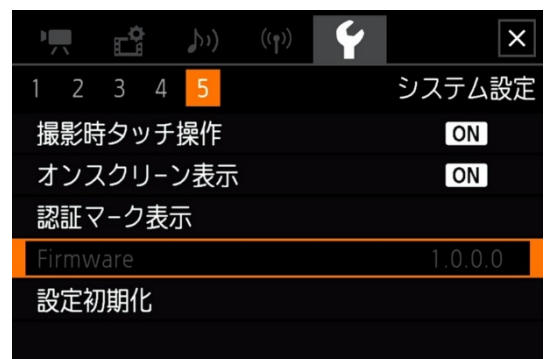 1 2 3 4 5 システム設定
撮影時タッチ操作 ON
オンスクリーン表示 ON
認証マーク表示
Firmware 1.0.0.0
設定初期化